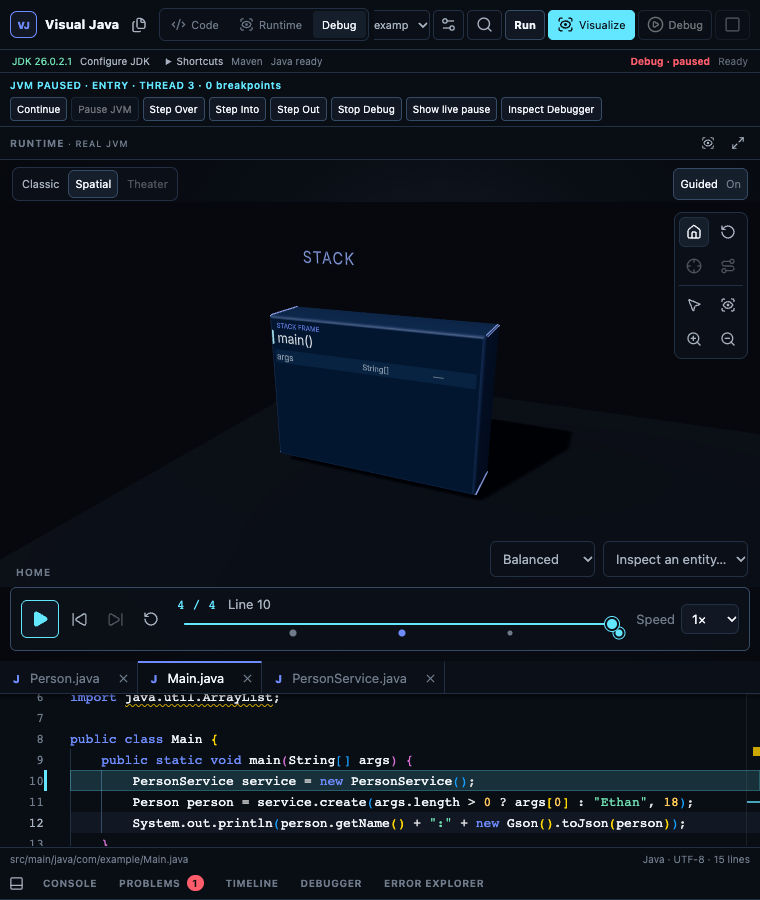 VJ Visual Java Code Runtime Debug examp Run Visualize Debug
JDK 26.0.2.1 Configure JDK ▸ Shortcuts Maven Java ready Debug · paused Ready
JVM PAUSED · ENTRY · THREAD 3 · 0 breakpoints
Continue Pause JVM Step Over Step Into Step Out Stop Debug Show live pause Inspect Debugger
RUNTIME · REAL JVM
Classic Spatial Theater Guided On
STACK
STACK FRAME
main()
args String[] —
Balanced Inspect an entity...
HOME
4 / 4 Line 10
Speed 1×
J Person.java × J Main.java × J PersonService.java ×
6 import java.util.ArrayList;
7
8 public class Main {
9 public static void main(String[] args) {
10 PersonService service = new PersonService();
11 Person person = service.create(args.length > 0 ? args[0] : "Ethan", 18);
12 System.out.println(person.getName() + ":" + new Gson().toJson(person));
13 }
src/main/java/com/example/Main.java Java · UTF-8 · 15 lines
CONSOLE PROBLEMS 1 TIMELINE DEBUGGER ERROR EXPLORER